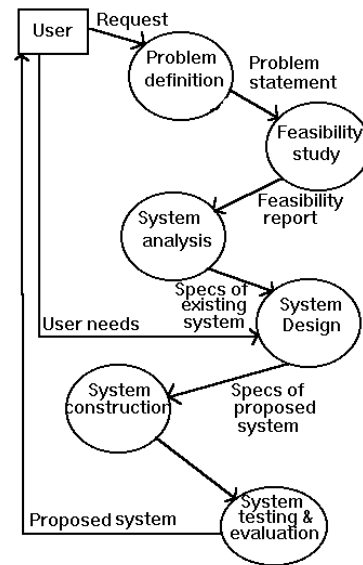 User
Request
Problem
definition
Problem
statement
Feasibility
study
Feasibility
report
System
analysis
Specs of
existing
system
System
Design
User needs
Specs of
proposed
system
System
construction
System
testing &
evaluation
Proposed system